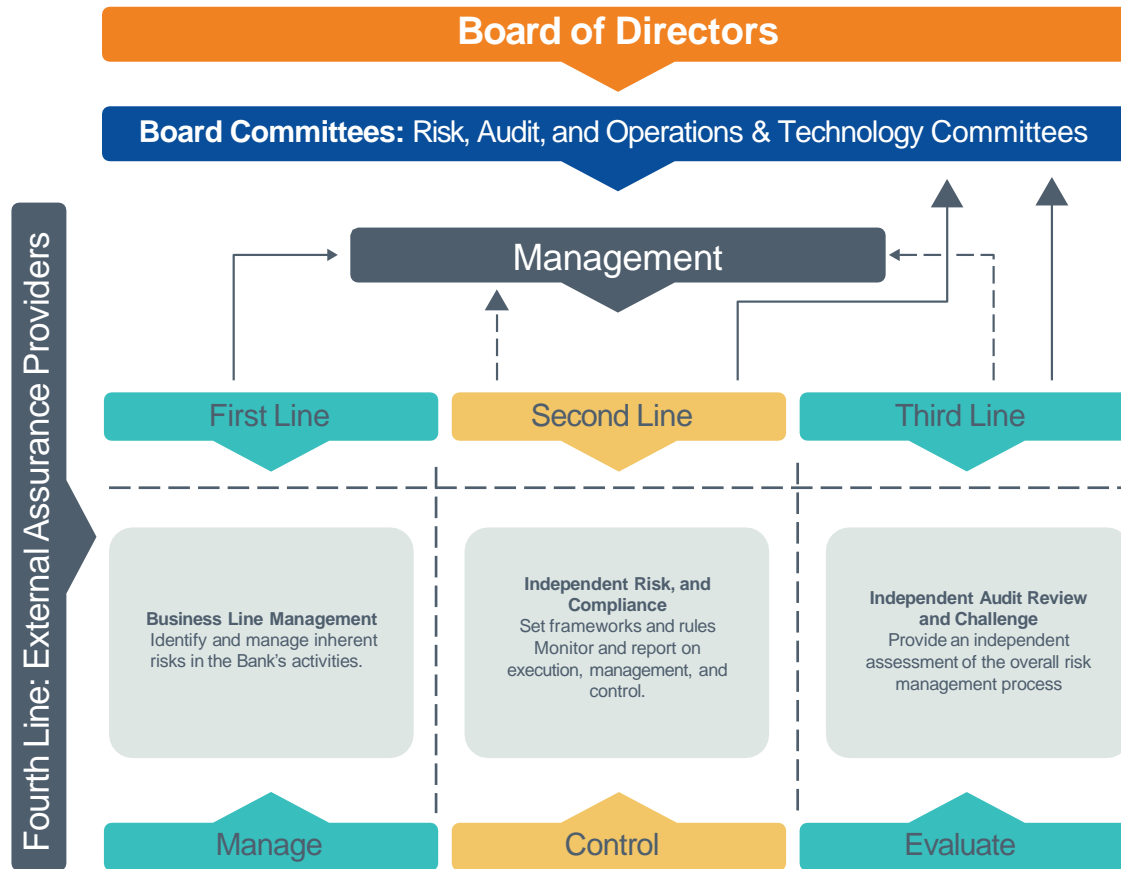 Board of Directors
Board Committees: Risk, Audit, and Operations & Technology Committees
Fourth Line: External Assurance Providers
Management
First Line
Second Line
Third Line
Business Line Management
Identify and manage inherent
risks in the Bank's activities.
Independent Risk, and
Compliance
Set frameworks and rules
Monitor and report on
execution, management, and
control.
Independent Audit Review
and Challenge
Provide an independent
assessment of the overall risk
management process
Manage
Control
Evaluate